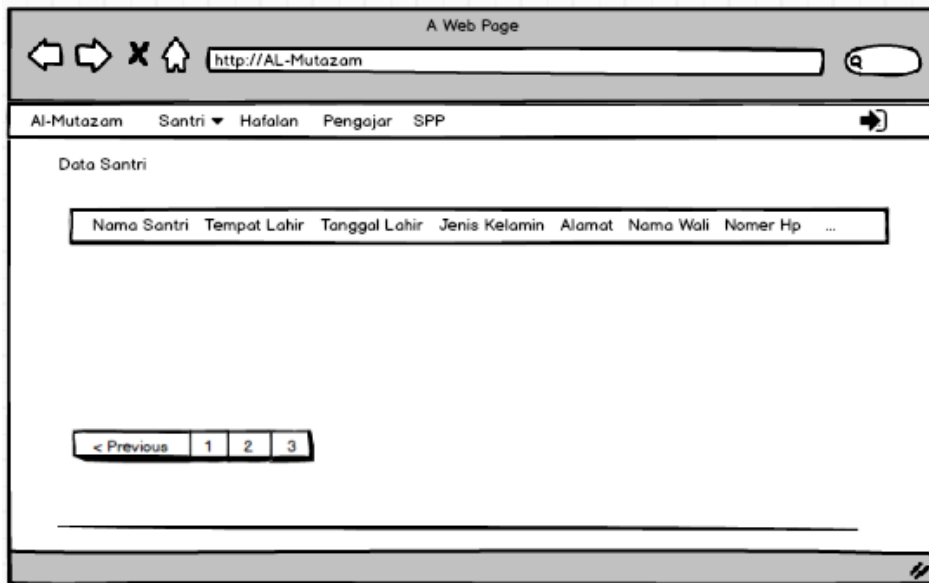 A Web Page
http://AL-Mutazam
Al-Mutazam Santri Hafalan Pengajar SPP
Data Santri
Nama Santri Tempat Lahir Tanggal Lahir Jenis Kelamin Alamat Nama Wali Nomer Hp ...
< Previous 1 2 3